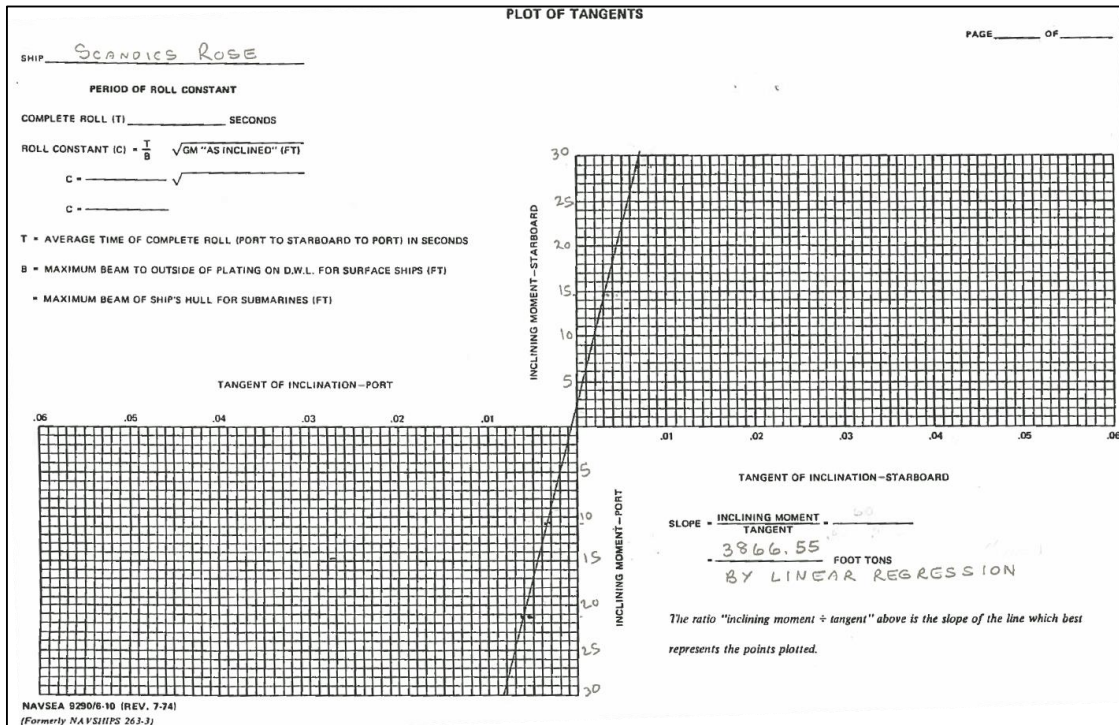 PLOT OF TANGENTS
PAGE______ OF______
SHIP SCANDICS ROSE
PERIOD OF ROLL CONSTANT
COMPLETE ROLL (T) ____________ SECONDS
ROLL CONSTANT (C) = T/B √GM "AS INCLINED" (FT)
C = ________ √________
C = ________
T = AVERAGE TIME OF COMPLETE ROLL (PORT TO STARBOARD TO PORT) IN SECONDS
B = MAXIMUM BEAM TO OUTSIDE OF PLATING ON D.W.L. FOR SURFACE SHIPS (FT)
= MAXIMUM BEAM OF SHIP'S HULL FOR SUBMARINES (FT)
INCLINING MOMENT–STARBOARD
30
25
20
15
10
5
.01 .02 .03 .04 .05 .06
TANGENT OF INCLINATION–STARBOARD
TANGENT OF INCLINATION–PORT
.06 .05 .04 .03 .02 .01
5
10
15
20
25
30
INCLINING MOMENT–PORT
SLOPE = INCLINING MOMENT / TANGENT =
= 3866.55 FOOT TONS
BY LINEAR REGRESSION
The ratio "inclining moment ÷ tangent" above is the slope of the line which best
represents the points plotted.
NAVSEA 9290/6-10 (REV. 7-74)
(Formerly NAVSHIPS 263-3)